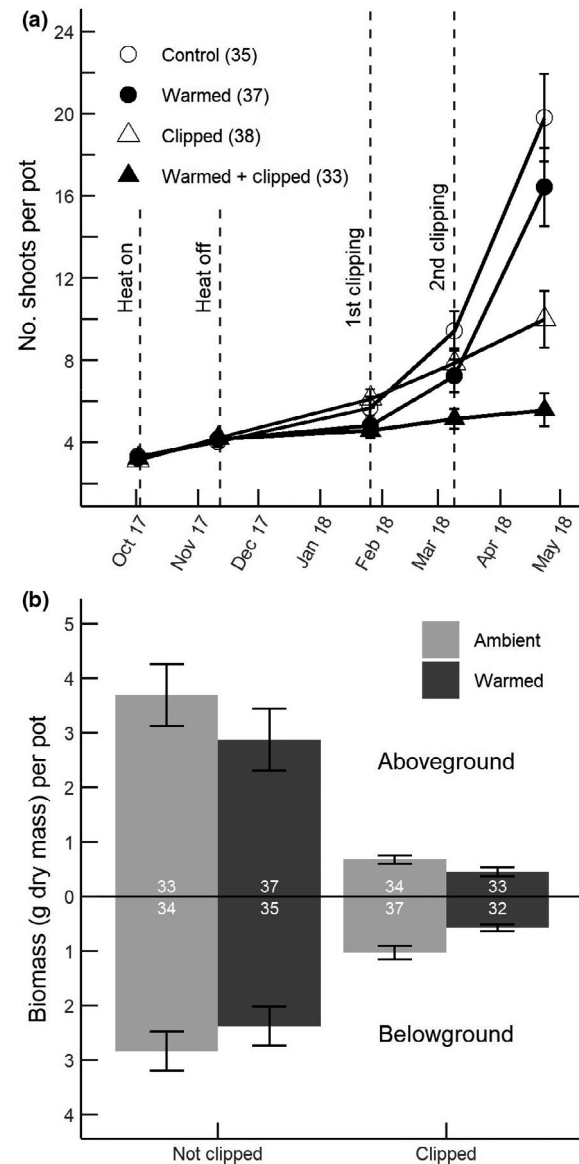 (a)
24
20
16
12
8
4
No. shoots per pot
Control (35)
Warmed (37)
Clipped (38)
Warmed + clipped (33)
Heat on
Heat off
1st clipping
2nd clipping
Oct 17
Nov 17
Dec 17
Jan 18
Feb 18
Mar 18
Apr 18
May 18
(b)
5
4
3
2
1
0
1
2
3
4
Biomass (g dry mass) per pot
Ambient
Warmed
Aboveground
33 37 34 33
34 35 37 32
Belowground
Not clipped Clipped